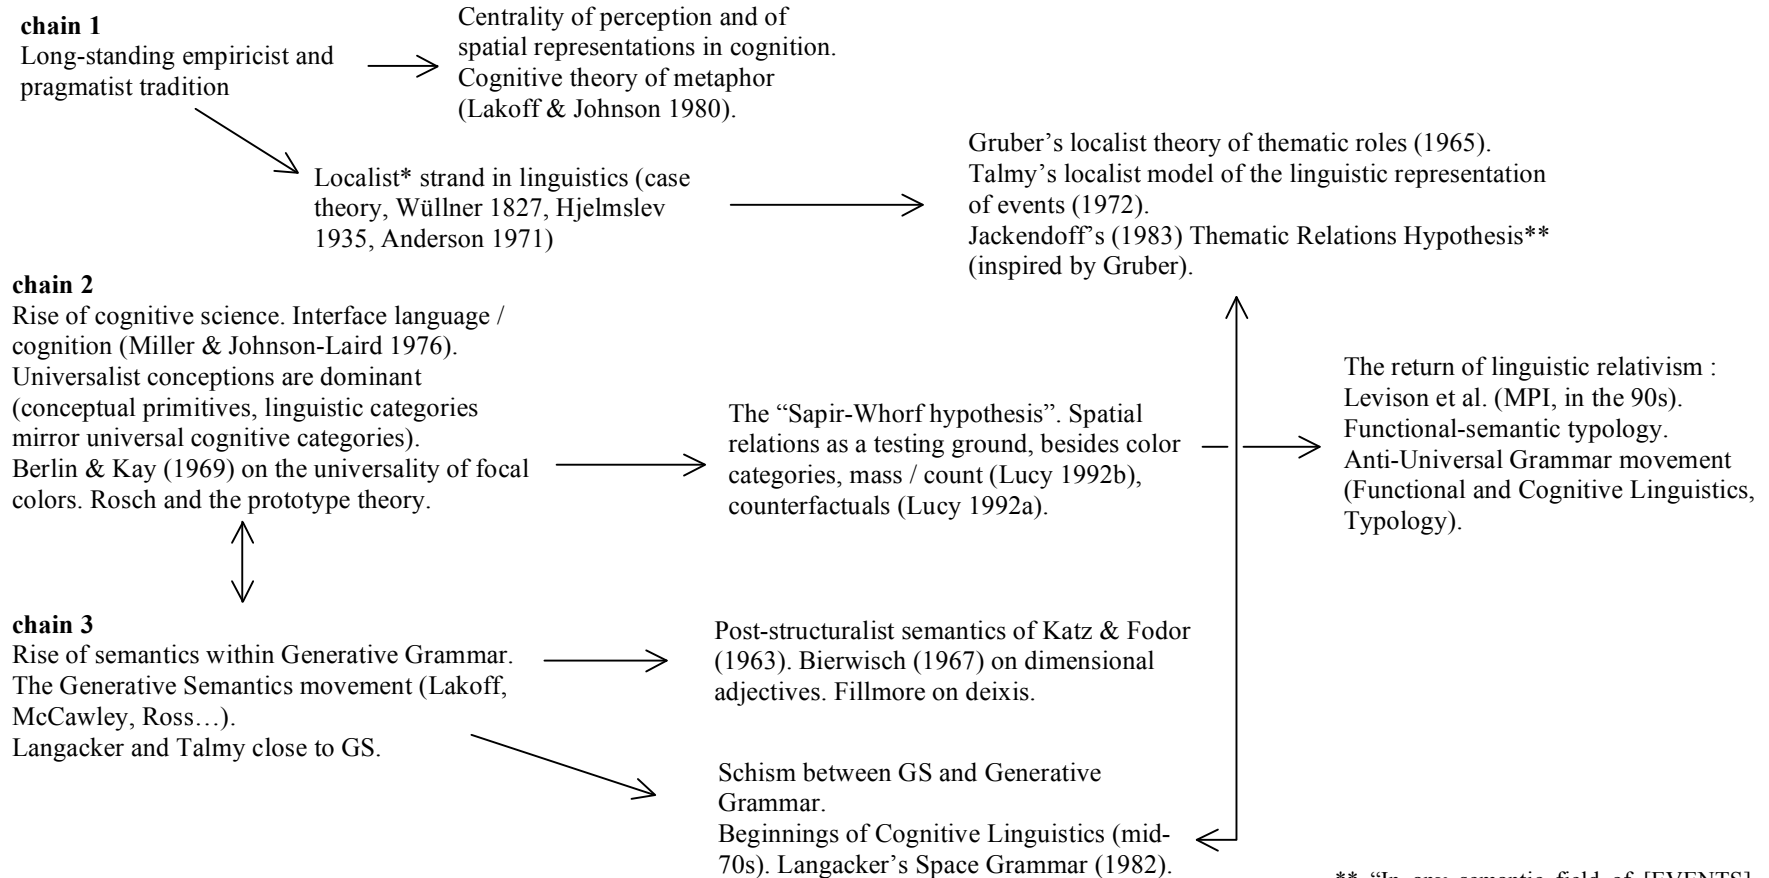 chain 1
Long-standing empiricist and
pragmatist tradition
Centrality of perception and of
spatial representations in cognition.
Cognitive theory of metaphor
(Lakoff & Johnson 1980).
Localist* strand in linguistics (case
theory, Wüllner 1827, Hjelmslev
1935, Anderson 1971)
Gruber’s localist theory of thematic roles (1965).
Talmy’s localist model of the linguistic representation
of events (1972).
Jackendoff’s (1983) Thematic Relations Hypothesis**
(inspired by Gruber).
chain 2
Rise of cognitive science. Interface language /
cognition (Miller & Johnson-Laird 1976).
Universalist conceptions are dominant
(conceptual primitives, linguistic categories
mirror universal cognitive categories).
Berlin & Kay (1969) on the universality of focal
colors. Rosch and the prototype theory.
The “Sapir-Whorf hypothesis”. Spatial
relations as a testing ground, besides color
categories, mass / count (Lucy 1992b),
counterfactuals (Lucy 1992a).
The return of linguistic relativism :
Levison et al. (MPI, in the 90s).
Functional-semantic typology.
Anti-Universal Grammar movement
(Functional and Cognitive Linguistics,
Typology).
chain 3
Rise of semantics within Generative Grammar.
The Generative Semantics movement (Lakoff,
McCawley, Ross…).
Langacker and Talmy close to GS.
Post-structuralist semantics of Katz & Fodor
(1963). Bierwisch (1967) on dimensional
adjectives. Fillmore on deixis.
Schism between GS and Generative
Grammar.
Beginnings of Cognitive Linguistics (mid-
70s). Langacker’s Space Grammar (1982).
** “In any semantic field of [EVENTS]